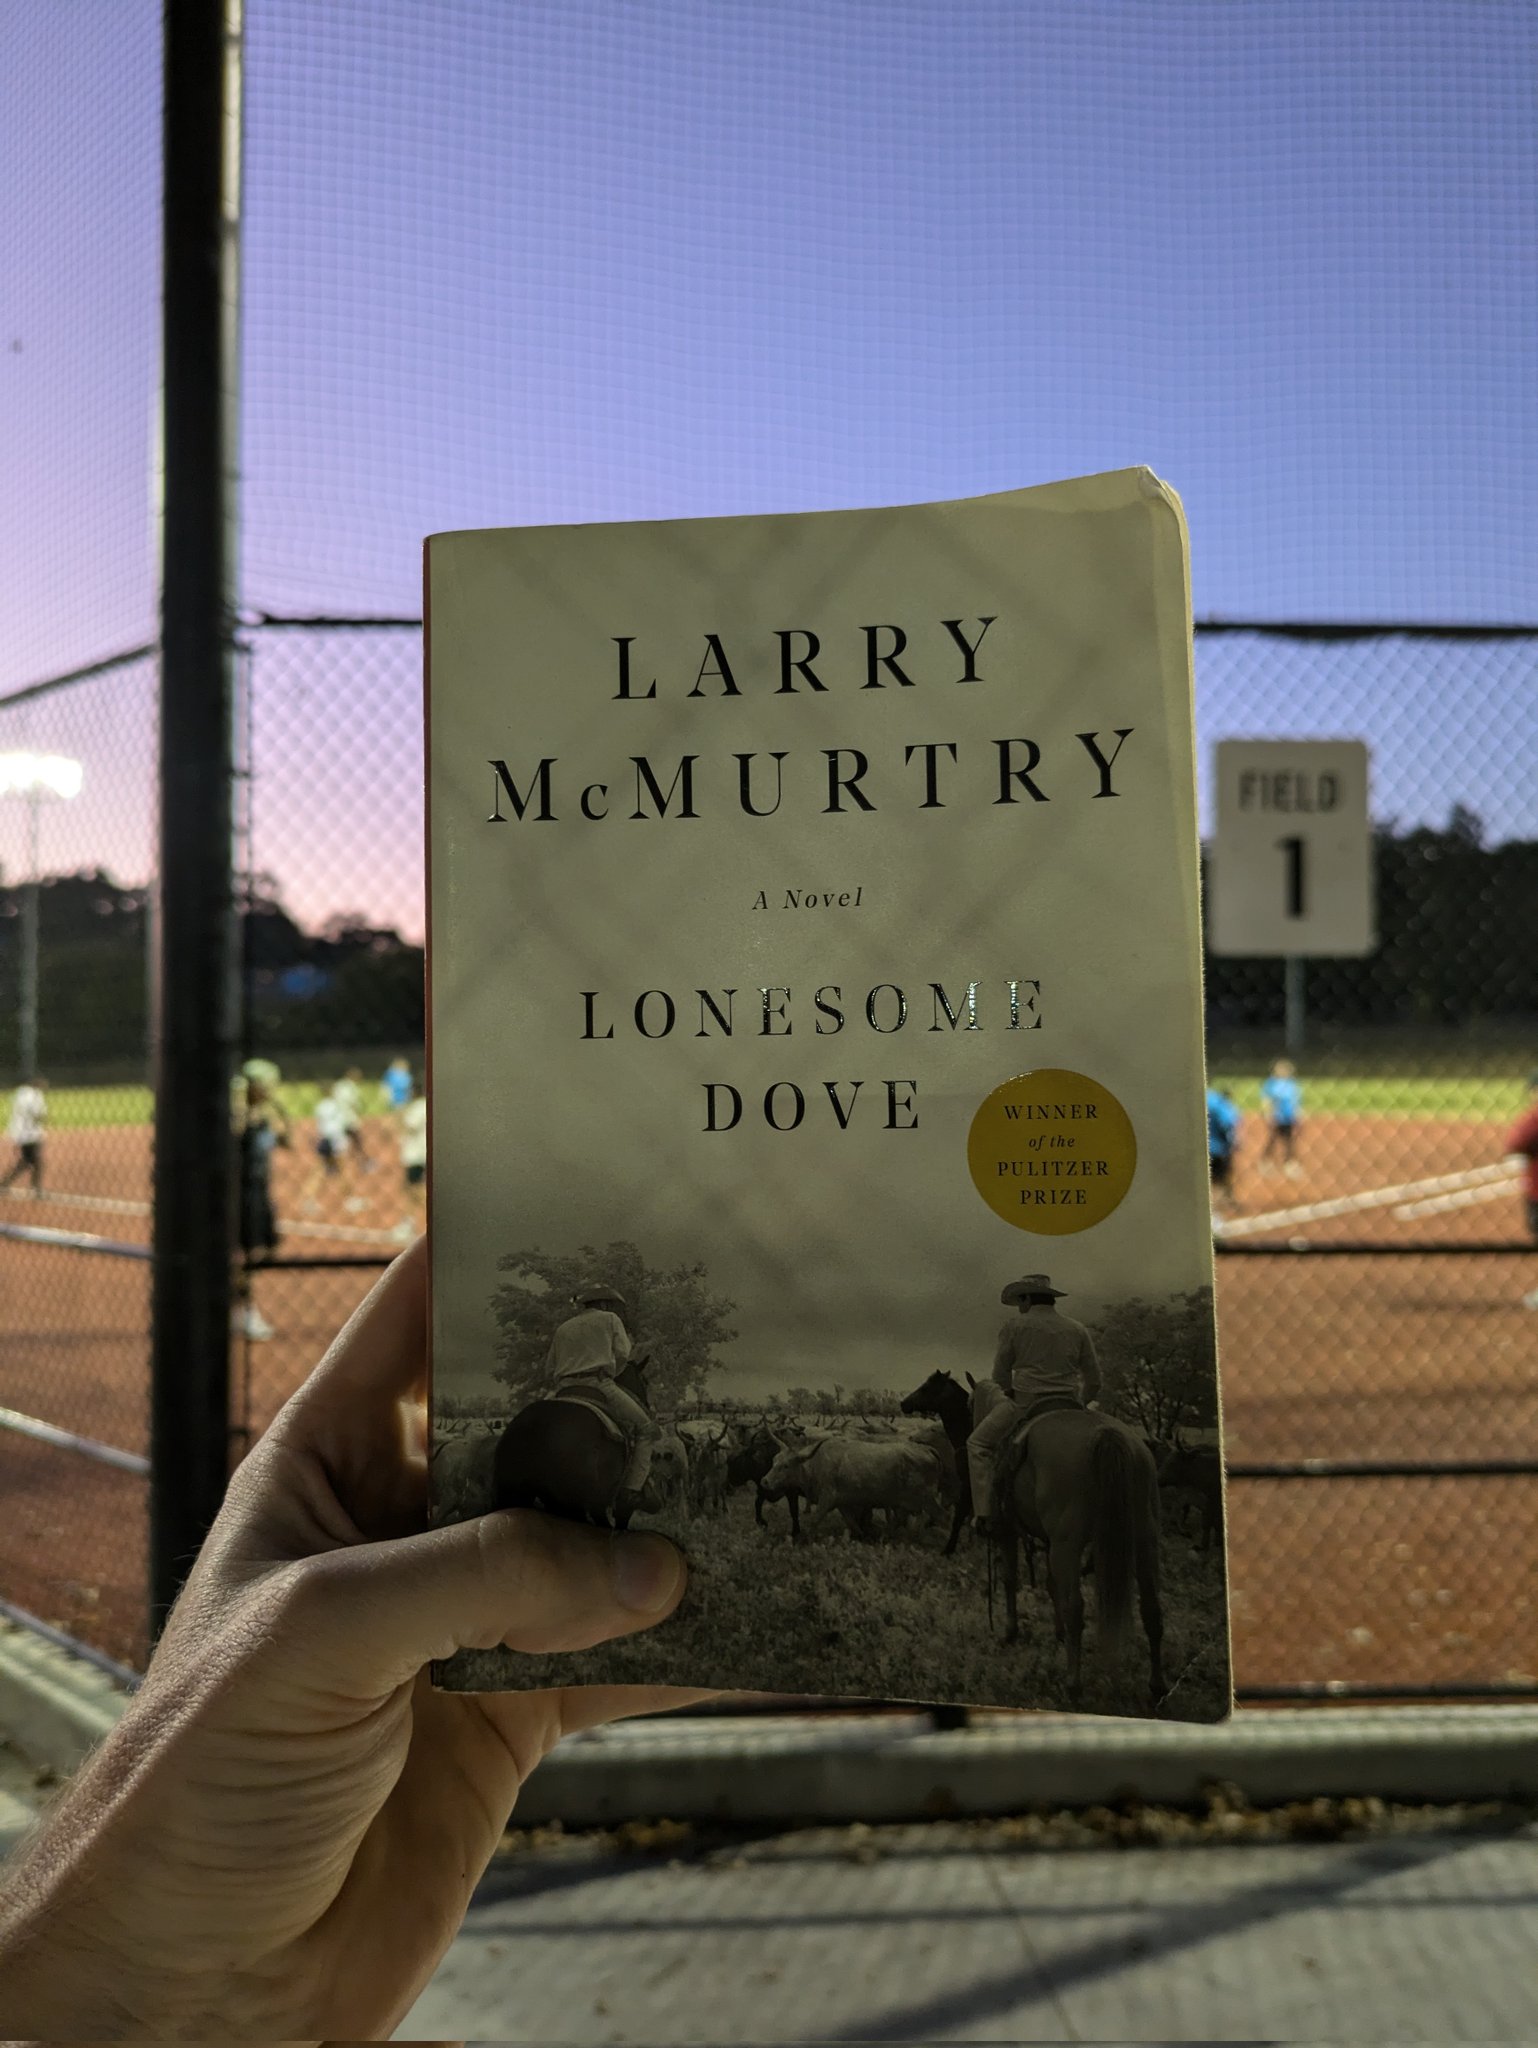 LARRY
McMURTRY
A Novel
LONESOME
DOVE
WINNER
of the
PULITZER
PRIZE
FIELD
1